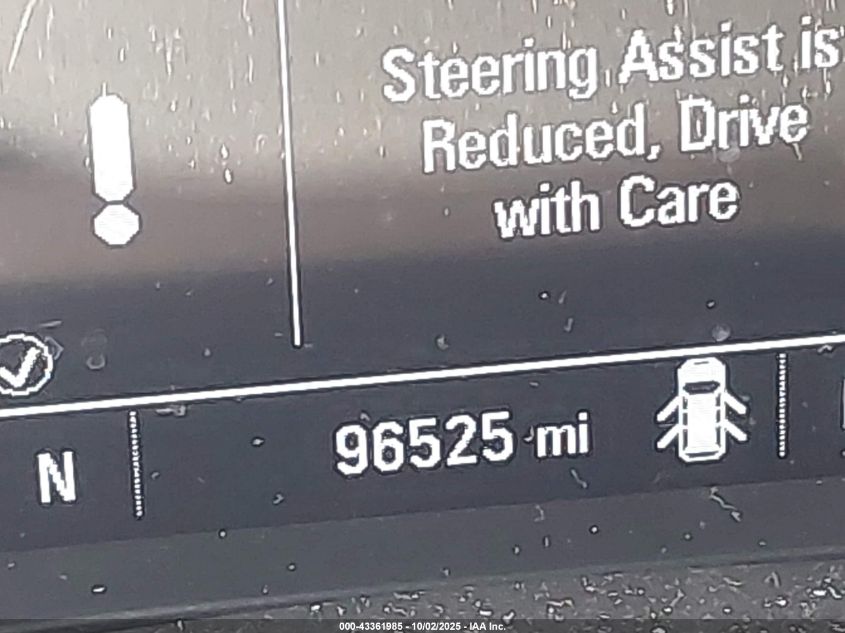 Steering Assist is
Reduced, Drive
with Care
N
96525 mi
000-43361985 - 10/02/2025 - IAA Inc.